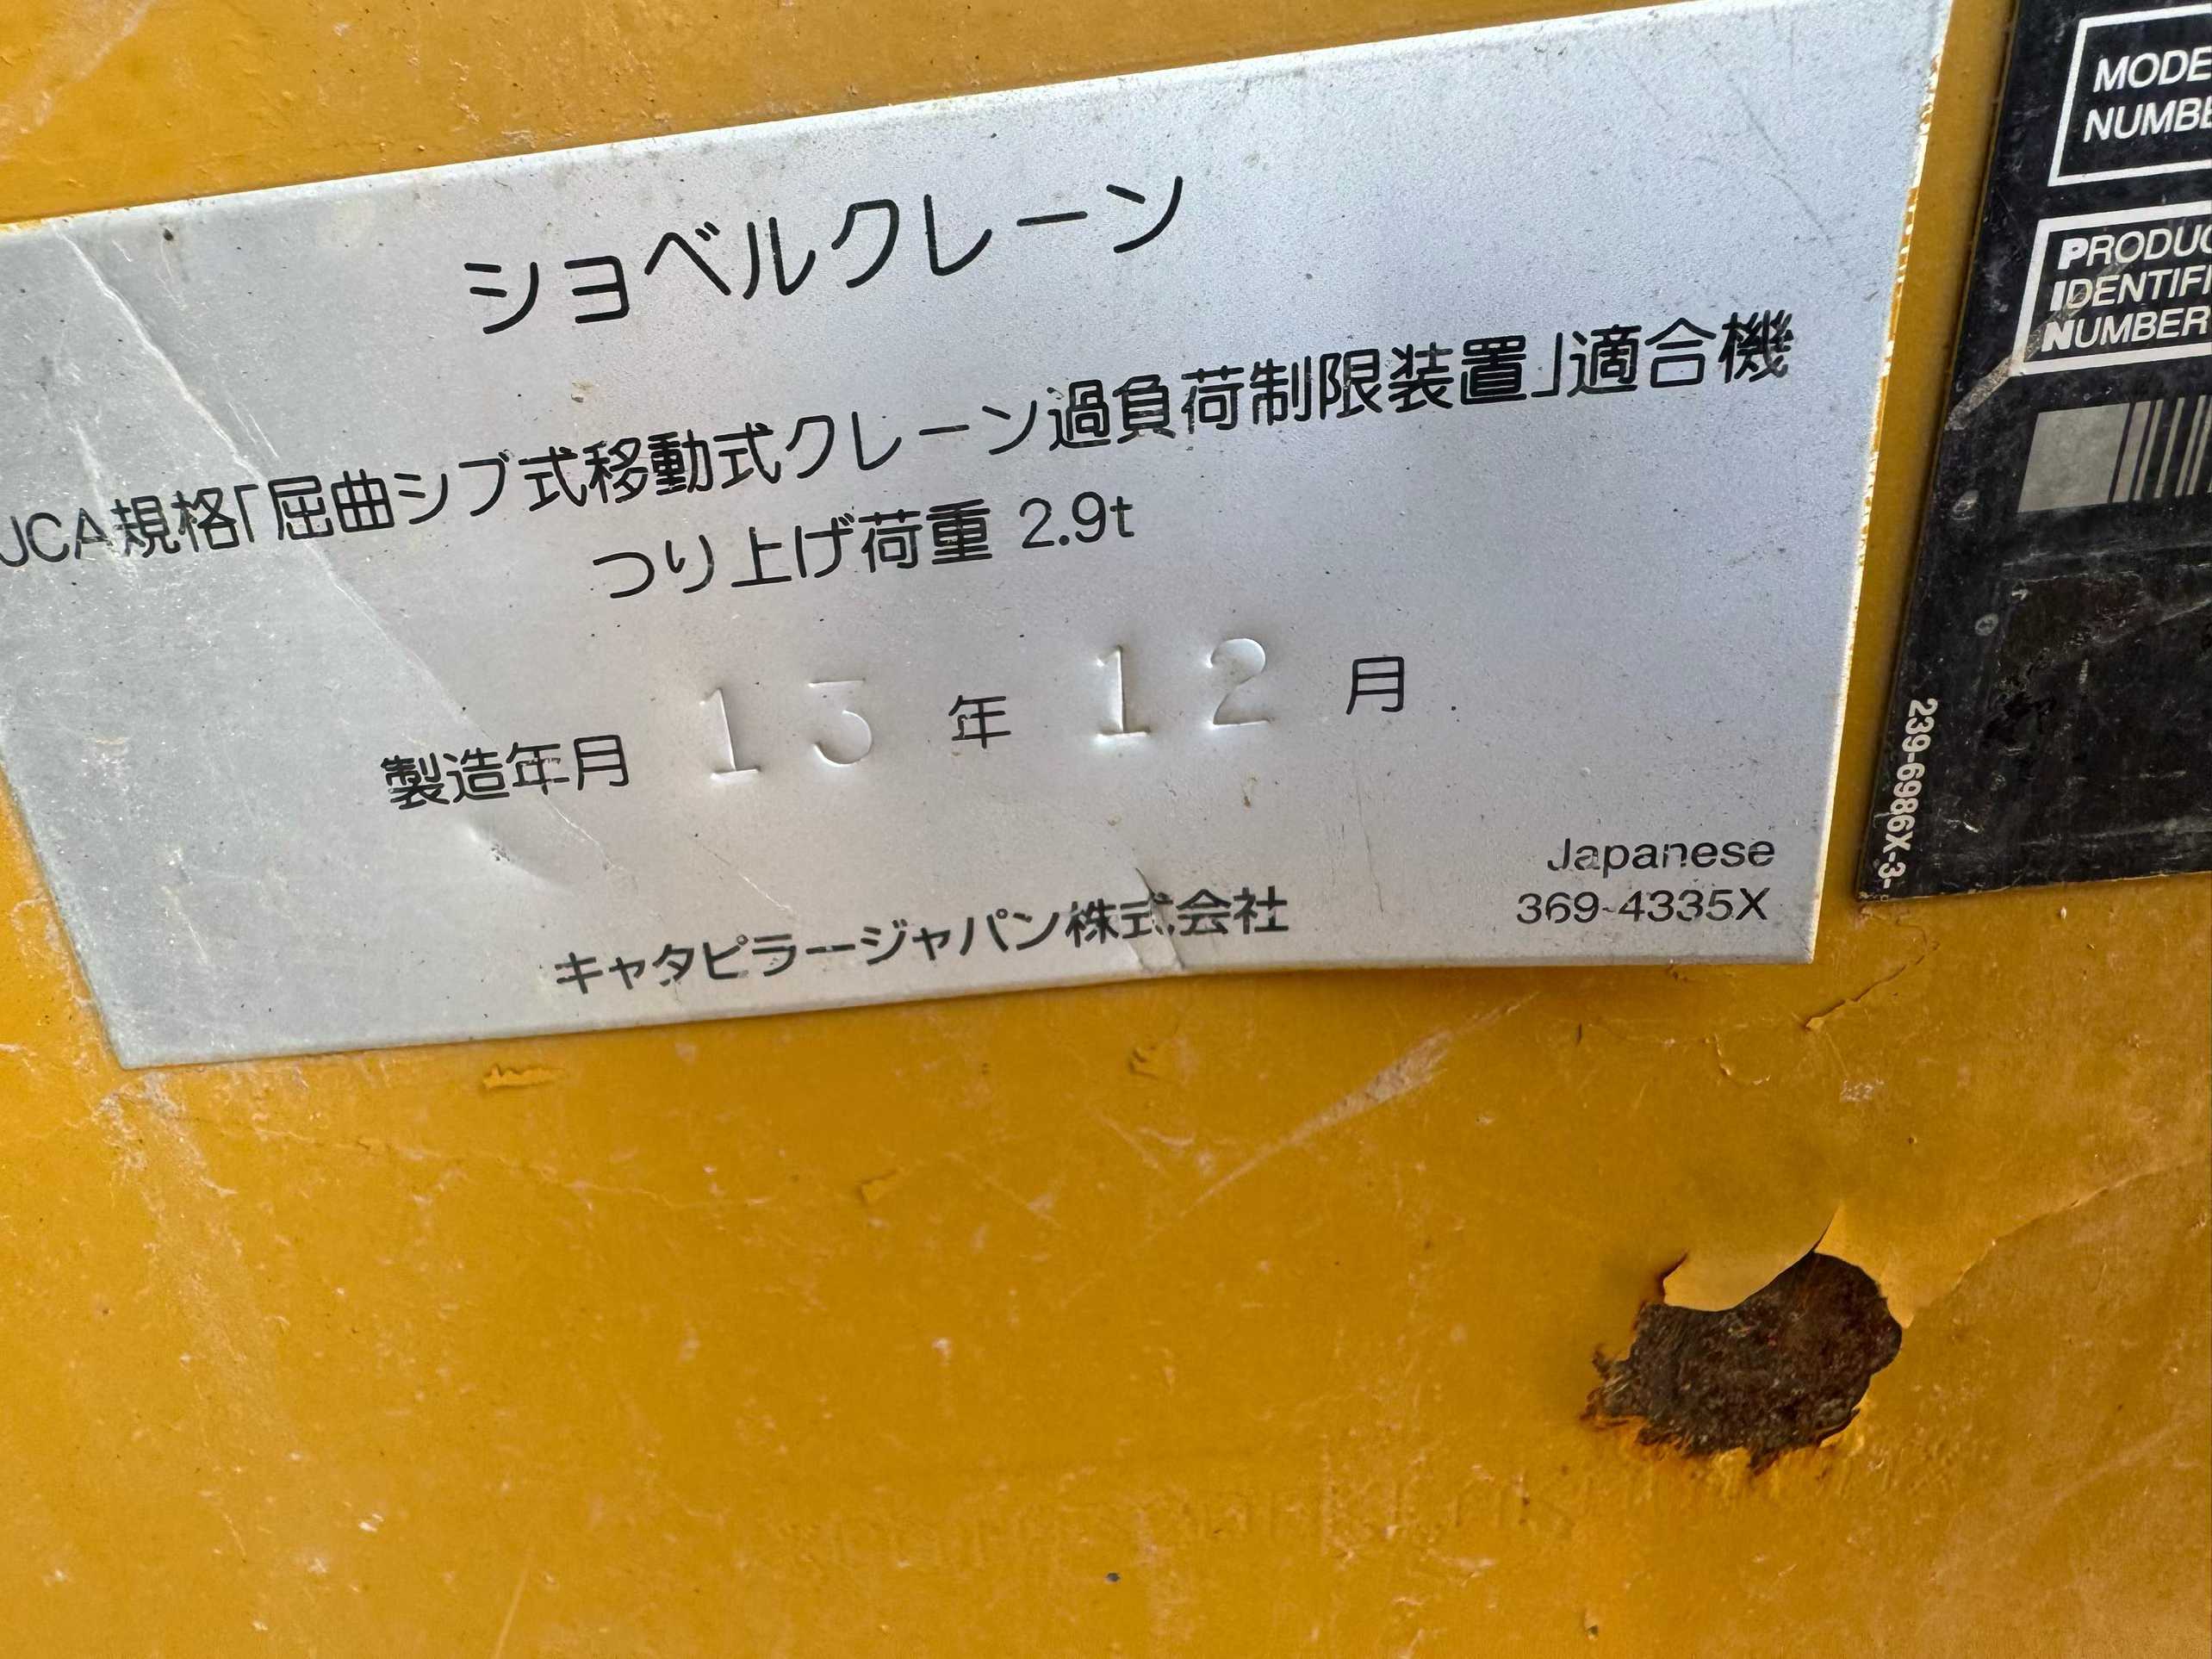 ショベルクレーン
JCA規格「屈曲ジブ式移動式クレーン過負荷制限装置」適合機
つり上げ荷重 2.9t
製造年月 13 年 12 月
キャタピラージャパン株式会社
Japanese
369-4335X
MODE
NUMBE
PRODUC
IDENTIFI
NUMBER
239-6986X-3-